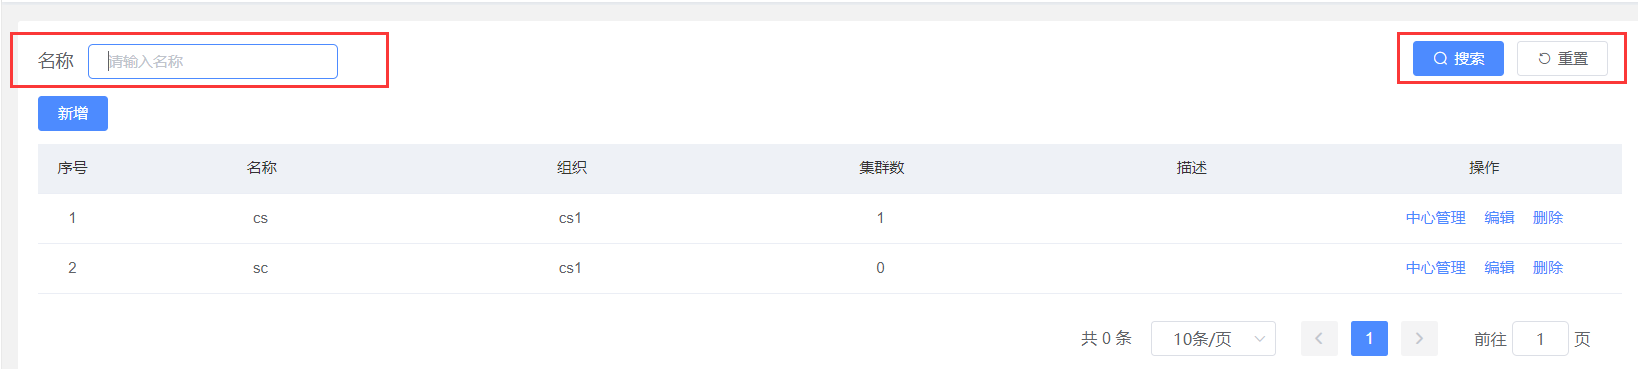 名称 请输入名称 搜索 重置
新增
序号 名称 组织 集群数 描述 操作
1 cs cs1 1 中心管理 编辑 删除
2 sc cs1 0 中心管理 编辑 删除
共 0 条 10条/页 1 前往 1 页